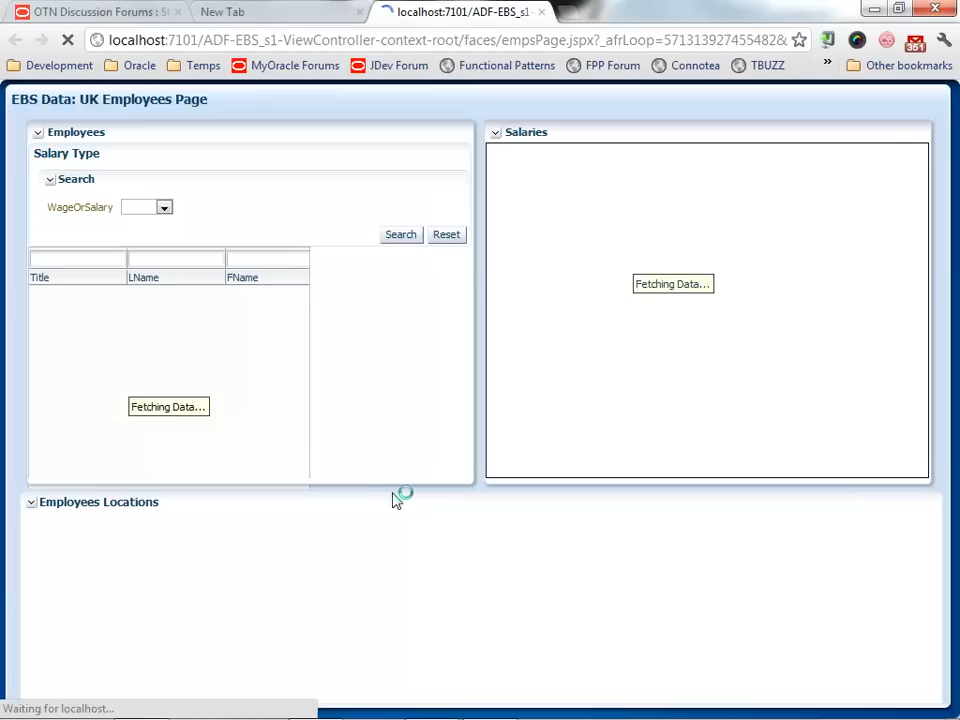 OTN Discussion Forums : S
New Tab
localhost:7101/ADF-EBS_s1-
localhost:7101/ADF-EBS_s1-ViewController-context-root/faces/empsPage.jspx?_afrLoop=571313927455482&
CS
351
Development
Oracle
Temps
MyOracle Forums
JDev Forum
Functional Patterns
FPP Forum
Connotea
TBUZZ
»
Other bookmarks
EBS Data: UK Employees Page
Employees
Salary Type
Search
WageOrSalary
Search Reset
Title LName FName
Fetching Data...
Salaries
Fetching Data...
Employees Locations
Waiting for localhost...